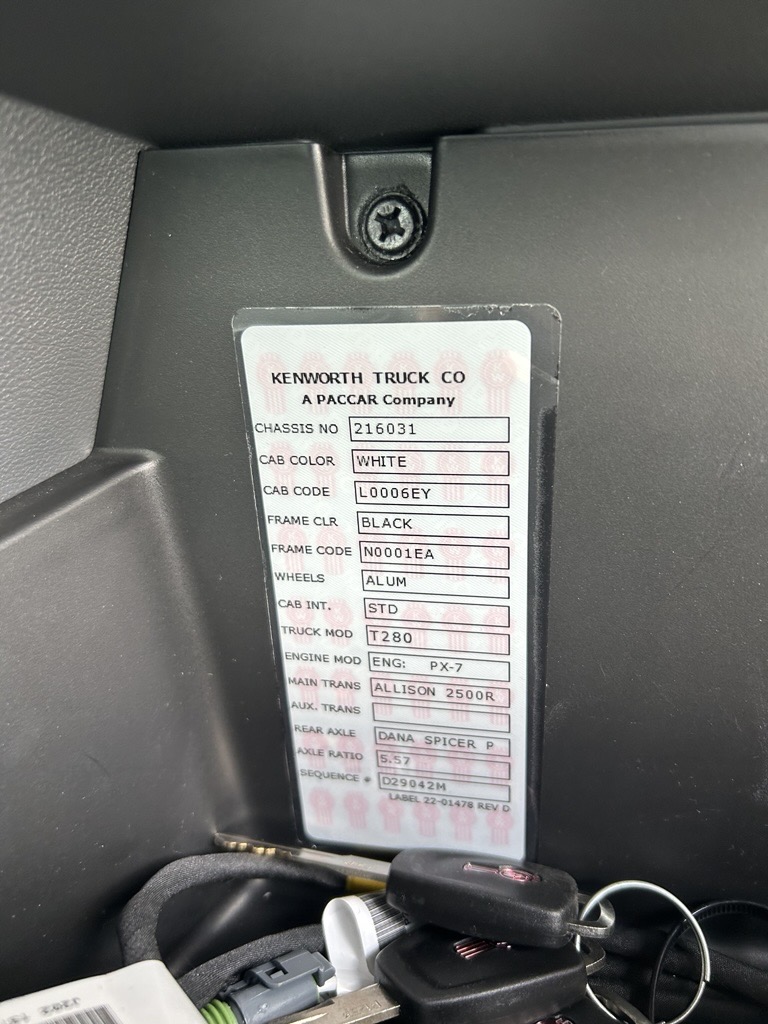 KENWORTH TRUCK CO
A PACCAR Company
CHASSIS NO 216031
CAB COLOR WHITE
CAB CODE L0006EY
FRAME CLR BLACK
FRAME CODE N0001EA
WHEELS ALUM
CAB INT. STD
TRUCK MOD T280
ENGINE MOD ENG: PX-7
MAIN TRANS ALLISON 2500R
AUX. TRANS
REAR AXLE DANA SPICER P
AXLE RATIO 5.57
SEQUENCE # D29042M
LABEL 22-01478 REV D